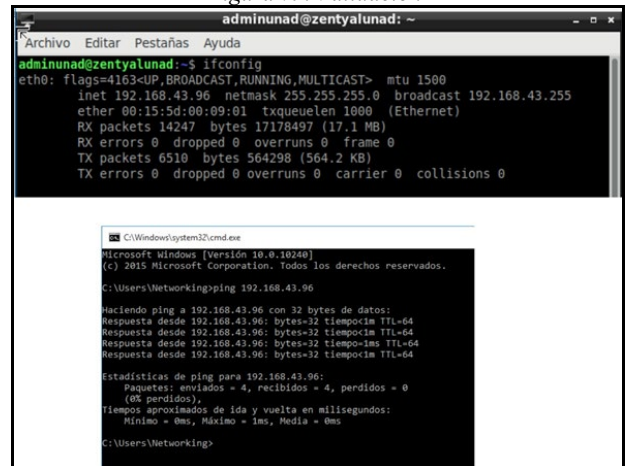 adminunad@zentyalunad: ~
Archivo Editar Pestañas Ayuda
adminunad@zentyalunad:~$ ifconfig
eth0: flags=4163<UP,BROADCAST,RUNNING,MULTICAST> mtu 1500
inet 192.168.43.96 netmask 255.255.255.0 broadcast 192.168.43.255
ether 00:15:5d:00:09:01 txqueuelen 1000 (Ethernet)
RX packets 14247 bytes 17178497 (17.1 MB)
RX errors 0 dropped 0 overruns 0 frame 0
TX packets 6510 bytes 564298 (564.2 KB)
TX errors 0 dropped 0 overruns 0 carrier 0 collisions 0
C:\Windows\system32\cmd.exe
Microsoft Windows [Versión 10.0.10240]
(c) 2015 Microsoft Corporation. Todos los derechos reservados.
C:\Users\Networking>ping 192.168.43.96
Haciendo ping a 192.168.43.96 con 32 bytes de datos:
Respuesta desde 192.168.43.96: bytes=32 tiempo<1m TTL=64
Respuesta desde 192.168.43.96: bytes=32 tiempo<1m TTL=64
Respuesta desde 192.168.43.96: bytes=32 tiempo=1ms TTL=64
Respuesta desde 192.168.43.96: bytes=32 tiempo<1m TTL=64
Estadísticas de ping para 192.168.43.96:
Paquetes: enviados = 4, recibidos = 4, perdidos = 0
(0% perdidos),
Tiempos aproximados de ida y vuelta en milisegundos:
Mínimo = 0ms, Máximo = 1ms, Media = 0ms
C:\Users\Networking>